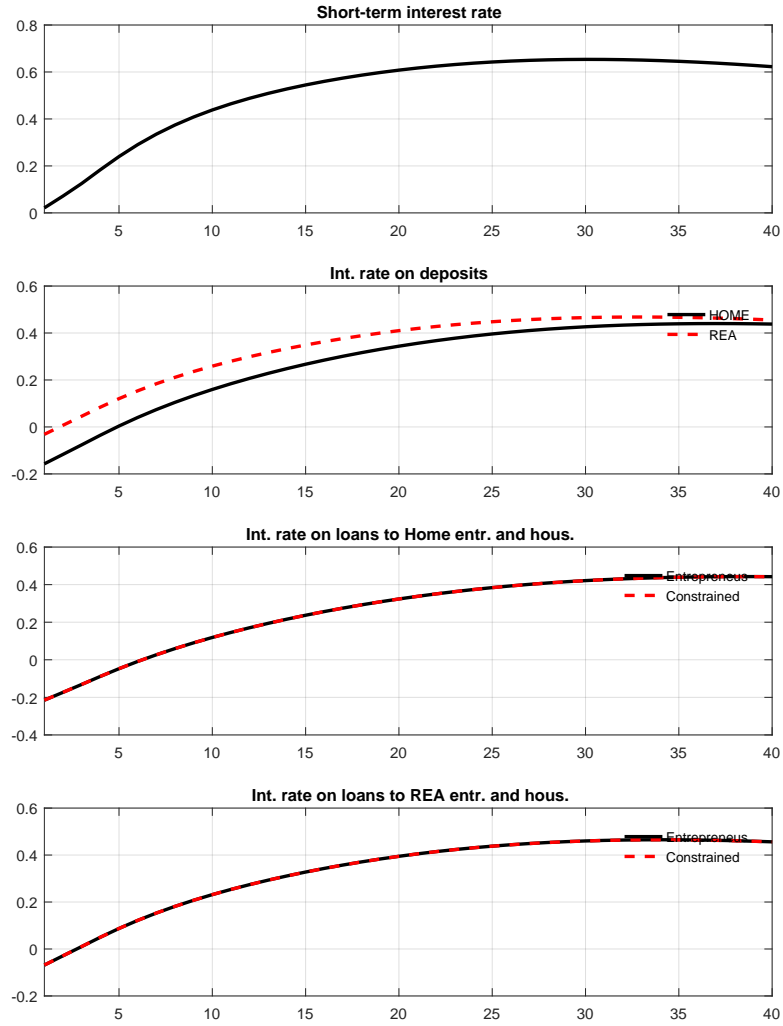 Short-term interest rate
0.8
0.6
0.4
0.2
0
5 10 15 20 25 30 35 40
Int. rate on deposits
0.6
0.4
0.2
0
-0.2
HOME
REA
5 10 15 20 25 30 35 40
Int. rate on loans to Home entr. and hous.
0.6
0.4
0.2
0
-0.2
-0.4
Entrepreneus
Constrained
5 10 15 20 25 30 35 40
Int. rate on loans to REA entr. and hous.
0.6
0.4
0.2
0
-0.2
Entrepreneus
Constrained
5 10 15 20 25 30 35 40